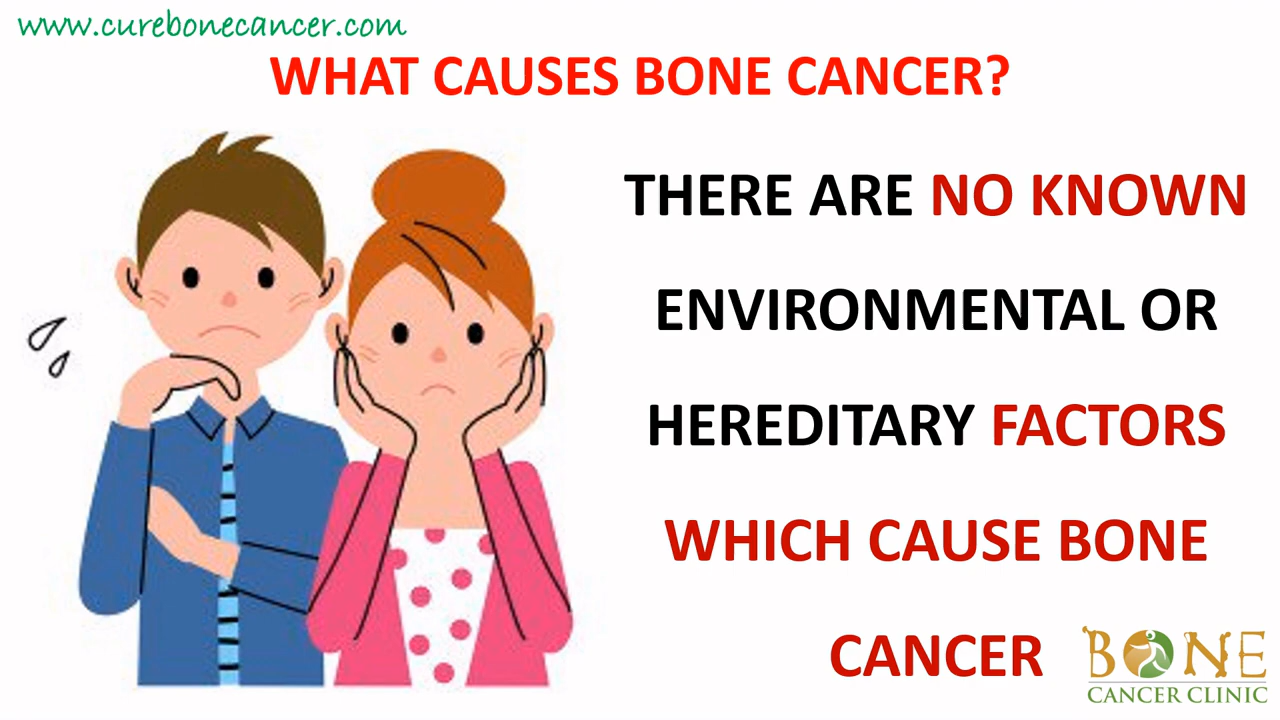 www.curebonecancer.com
WHAT CAUSES BONE CANCER?
THERE ARE NO KNOWN
ENVIRONMENTAL OR
HEREDITARY FACTORS
WHICH CAUSE BONE
CANCER
BONE
CANCER CLINIC